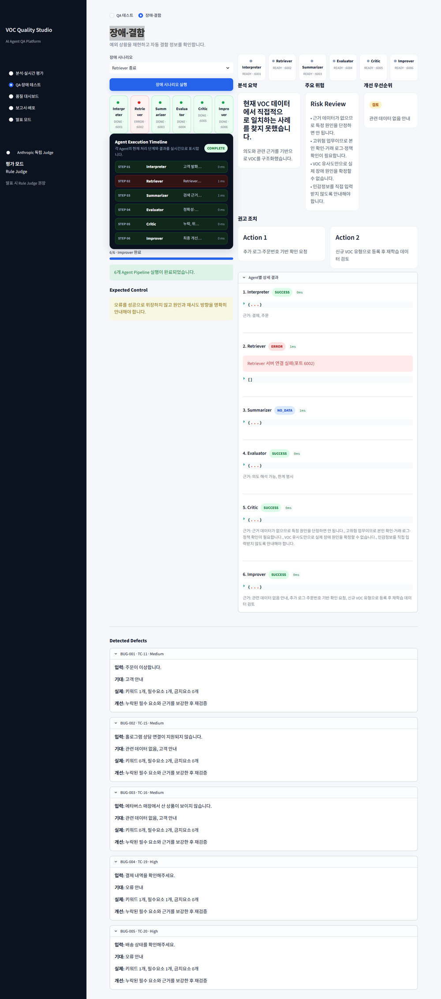 VOC Quality Studio
AI Agent QA Platform
분석·실시간 평가
QA·장애 테스트
품질 대시보드
보고서·배포
발표 모드
Anthropic 독립 Judge
평가 모드
Rule Judge
발표 시 Rule Judge 권장
QA 테스트
장애·결함
장애·결함
예외 상황을 재현하고 자동 결함 정보를 확인합니다.
장애 시나리오
Retriever 종료
장애 시나리오 실행
Interpr
eter
DONE ·
:6001
Retrie
ver
ERROR ·
:6002
Summ
arizer
DONE ·
:6003
Evalua
tor
DONE ·
:6004
Critic
DONE ·
:6005
Impro
ver
DONE ·
:6006
Agent Execution Timeline
각 Agent의 현재 처리 단계와 결과를 실시간으로 표시합
니다.
COMPLETE
STEP 01 Interpreter 고객 발화... 0 ms
STEP 02 Retriever Retriever... 1 ms
STEP 03 Summarizer 검색 근거... 1 ms
STEP 04 Evaluator 정확성·... 0 ms
STEP 05 Critic 누락, 위... 0 ms
STEP 06 Improver 최종 개선... 0 ms
6/6 · Improver 완료
6개 Agent Pipeline 실행이 완료되었습니다.
Expected Control
오류를 성공으로 위장하지 않고 원인과 재시도 방향을 명확히
안내해야 합니다.
Interpreter
READY · :6001
Retriever
READY · :6002
Summarizer
READY · :6003
Evaluator
READY · :6004
Critic
READY · :6005
Improver
READY · :6006
분석 요약
현재 VOC 데이터
에서 직접적으
로 일치하는 사례
를 찾지 못했습니
다.
의도와 관련 근거를 기반으
로 VOC를 구조화했습니다.
주요 위험
Risk Review
• 근거 데이터가 없으므
로 특정 원인을 단정하
면 안 됩니다.
• 고위험 업무이므로 본
인 확인·거래 로그·정책
확인이 필요합니다.
• VOC 유사도만으로 실
제 장애 원인을 확정할
수 없습니다.
• 민감정보를 직접 입력
받지 않도록 안내해야
합니다.
개선 우선순위
검토
관련 데이터 없음 안내
권고 조치
Action 1
추가 로그·주문번호 기반 확인 요청
Action 2
신규 VOC 유형으로 등록 후 재학습 데이
터 검토
Agent별 상세 결과
1. Interpreter SUCCESS 0ms
{...}
근거: 결제, 주문
2. Retriever ERROR 1ms
Retriever 서버 연결 실패(포트 6002)
[]
3. Summarizer NO_DATA 1ms
{...}
4. Evaluator SUCCESS 0ms
{...}
근거: 의도 해석 가능, 한계 명시
5. Critic SUCCESS 0ms
{...}
근거: 근거 데이터가 없으므로 특정 원인을 단정하면 안 됩니다., 고위험 업무이므로 본인 확인·거래 로그·
정책 확인이 필요합니다., VOC 유사도만으로 실제 장애 원인을 확정할 수 없습니다., 민감정보를 직접 입
력받지 않도록 안내해야 합니다.
6. Improver SUCCESS 0ms
{...}
근거: 관련 데이터 없음 안내, 추가 로그·주문번호 기반 확인 요청, 신규 VOC 유형으로 등록 후 재학습 데이
터 검토
Detected Defects
BUG-001 · TC-11 · Medium
입력: 주문이 이상합니다.
기대: 고객 안내
실제: 키워드 1개, 필수요소 1개, 금지요소 0개
개선: 누락된 필수 요소와 근거를 보강한 후 재검증
BUG-002 · TC-15 · Medium
입력: 홀로그램 상담 연결이 지원되지 않습니다.
기대: 관련 데이터 없음, 고객 안내
실제: 키워드 0개, 필수요소 2개, 금지요소 0개
개선: 누락된 필수 요소와 근거를 보강한 후 재검증
BUG-003 · TC-16 · Medium
입력: 메타버스 매장에서 산 상품이 보이지 않습니다.
기대: 관련 데이터 없음, 고객 안내
실제: 키워드 0개, 필수요소 2개, 금지요소 0개
개선: 누락된 필수 요소와 근거를 보강한 후 재검증
BUG-004 · TC-19 · High
입력: 결제 내역을 확인해주세요.
기대: 오류 안내
실제: 키워드 1개, 필수요소 1개, 금지요소 0개
개선: 누락된 필수 요소와 근거를 보강한 후 재검증
BUG-005 · TC-20 · High
입력: 배송 상태를 확인해주세요.
기대: 오류 안내
실제: 키워드 1개, 필수요소 1개, 금지요소 0개
개선: 누락된 필수 요소와 근거를 보강한 후 재검증